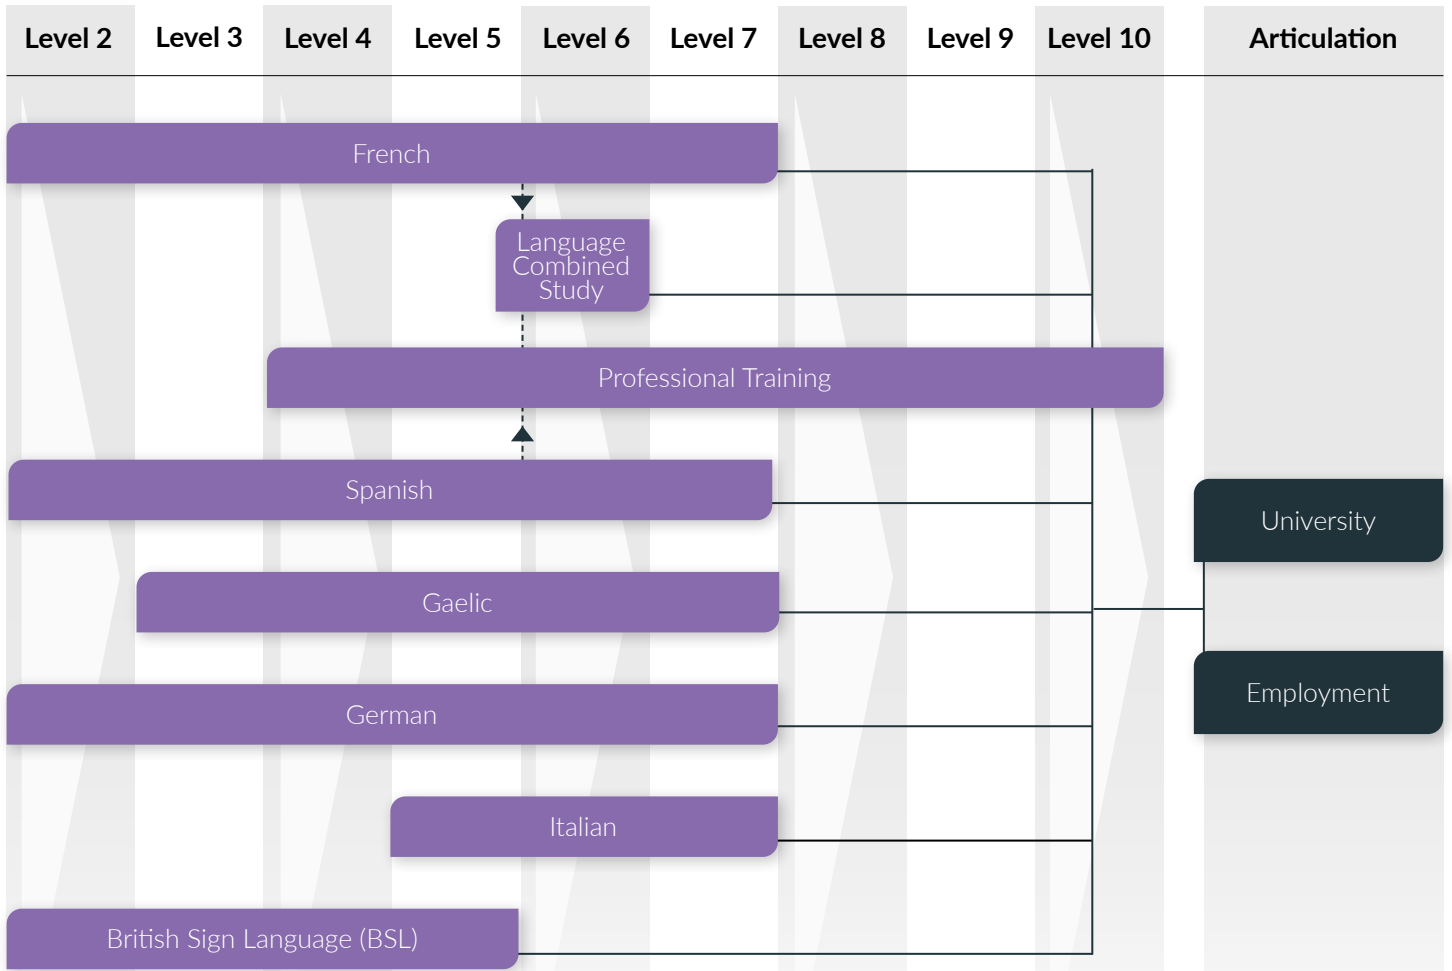 Level 2 Level 3 Level 4 Level 5 Level 6 Level 7 Level 8 Level 9 Level 10 Articulation
French
Language
Combined
Study
Professional Training
Spanish
University
Gaelic
Employment
German
Italian
British Sign Language (BSL)